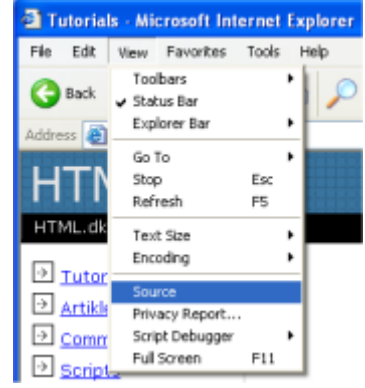 Tutorials - Microsoft Internet Explorer
File Edit View Favorites Tools Help
Back
Toolbars
Status Bar
Explorer Bar
Address
Go To
Stop Esc
Refresh F5
HTM
HTML.dk
Text Size
Encoding
Source
Privacy Report...
Script Debugger
Full Screen F11
Tutor
Artikl
Comm
Scripts